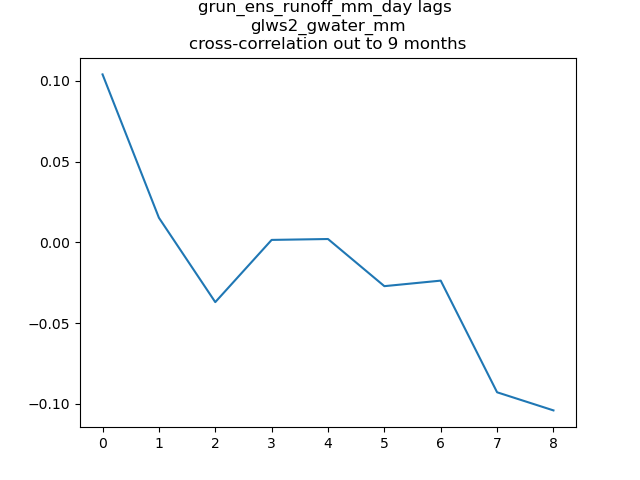 grun_ens_runoff_mm_day lags
glws2_gwater_mm
cross-correlation out to 9 months
0.10
0.05
0.00
−0.05
−0.10
0 1 2 3 4 5 6 7 8